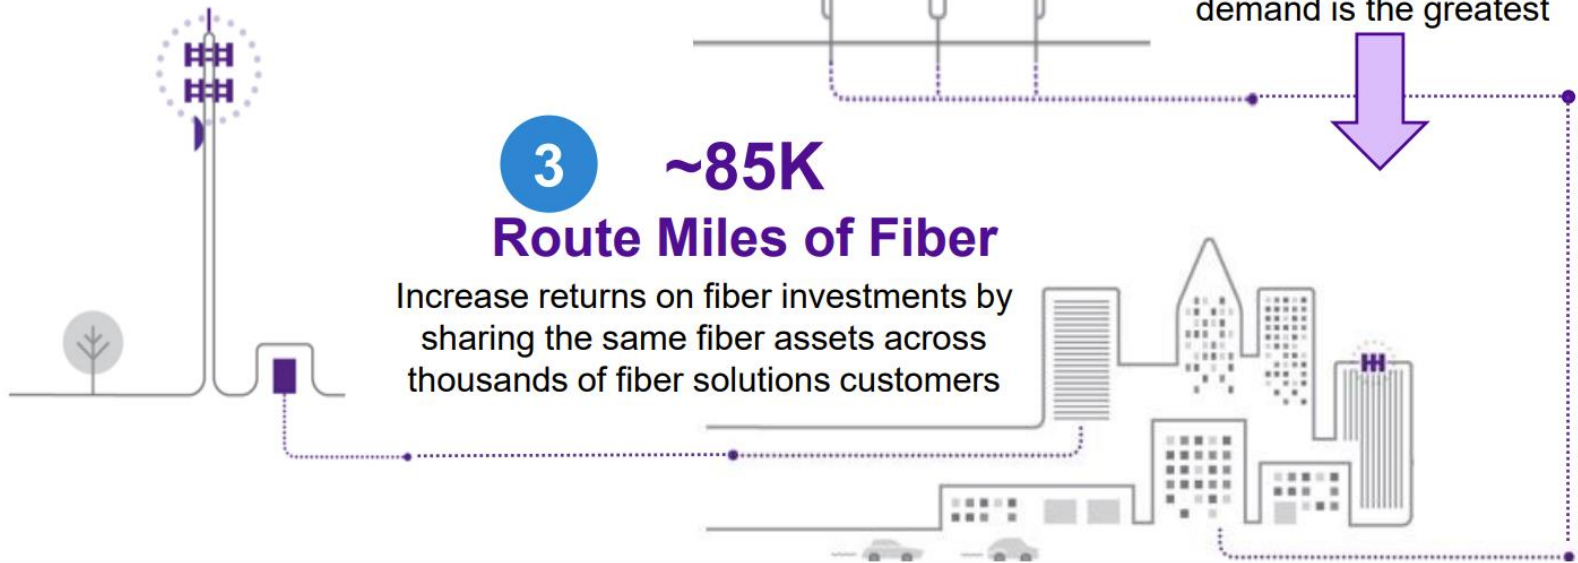 demand is the greatest
3
~85K
Route Miles of Fiber
Increase returns on fiber investments by
sharing the same fiber assets across
thousands of fiber solutions customers